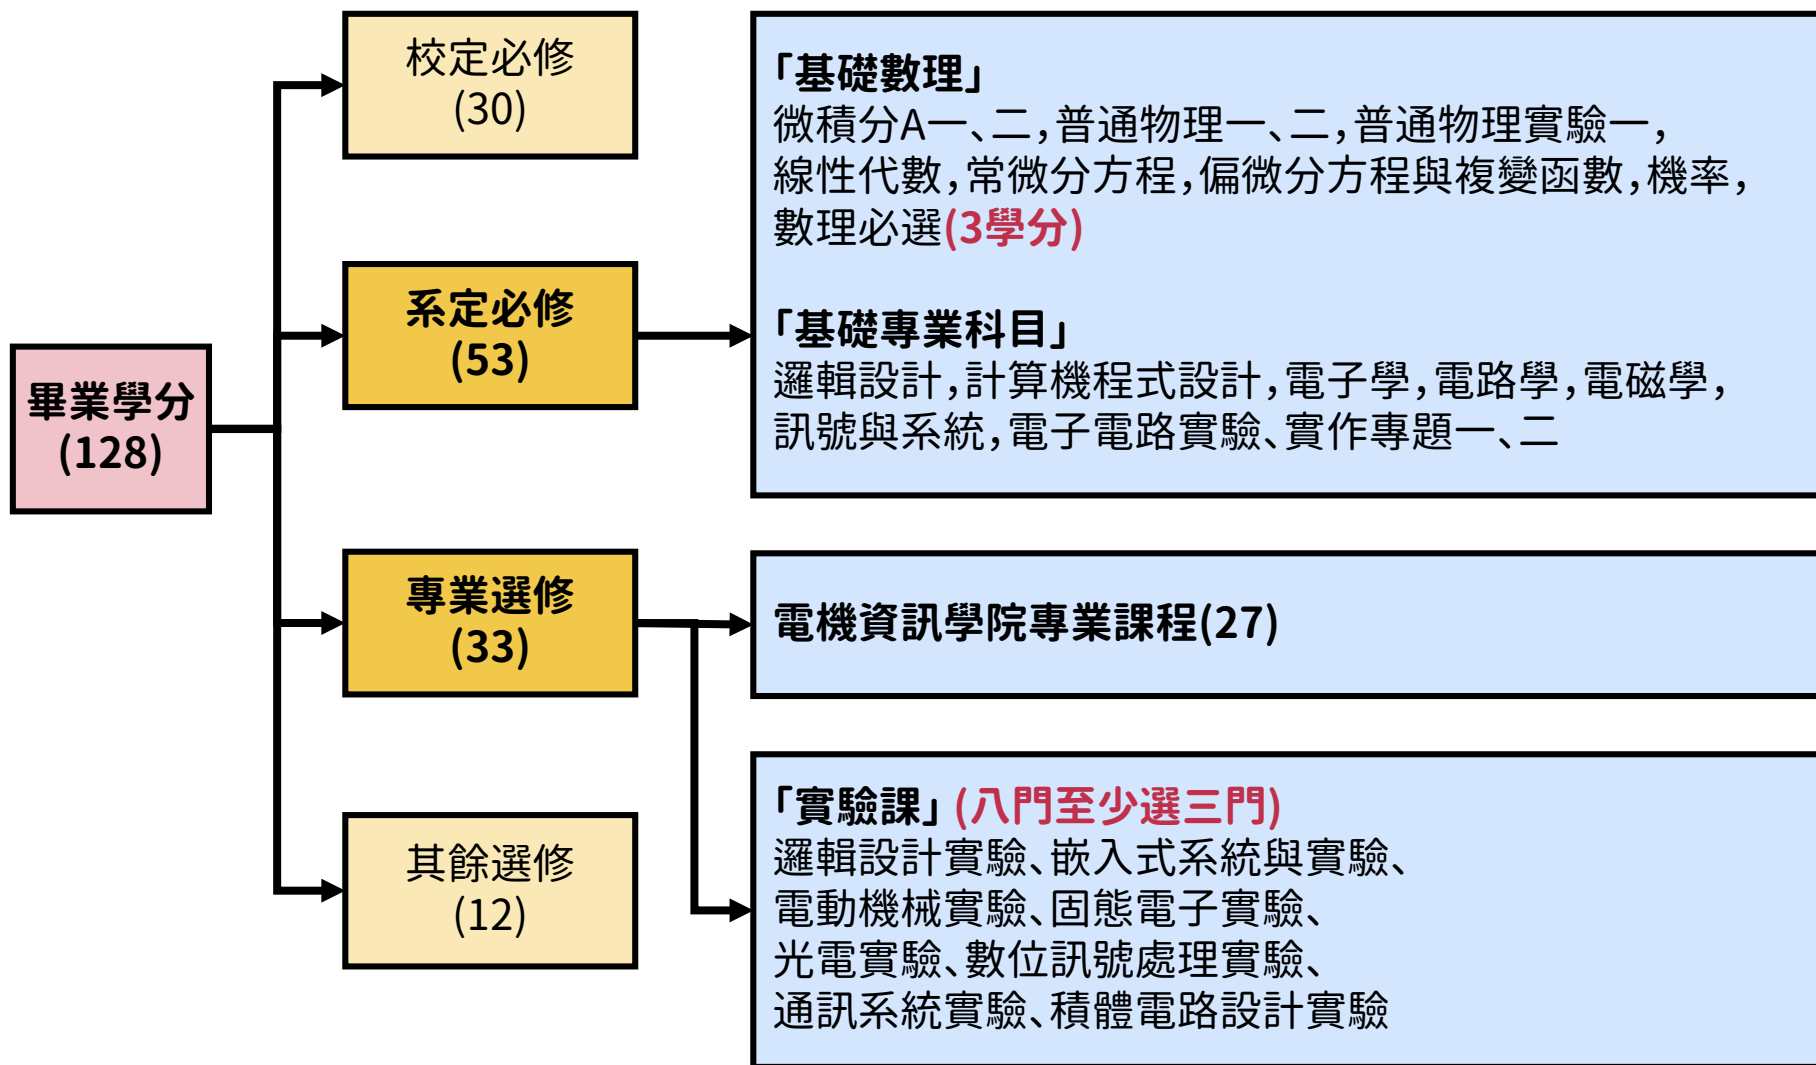 畢業學分
(128)
校定必修
(30)
系定必修
(53)
專業選修
(33)
其餘選修
(12)
「基礎數理」
微積分A一、二,普通物理一、二,普通物理實驗一,
線性代數,常微分方程,偏微分方程與複變函數,機率,
數理必選(3學分)
「基礎專業科目」
邏輯設計,計算機程式設計,電子學,電路學,電磁學,
訊號與系統,電子電路實驗、實作專題一、二
電機資訊學院專業課程(27)
「實驗課」(八門至少選三門)
邏輯設計實驗、嵌入式系統與實驗、
電動機械實驗、固態電子實驗、
光電實驗、數位訊號處理實驗、
通訊系統實驗、積體電路設計實驗